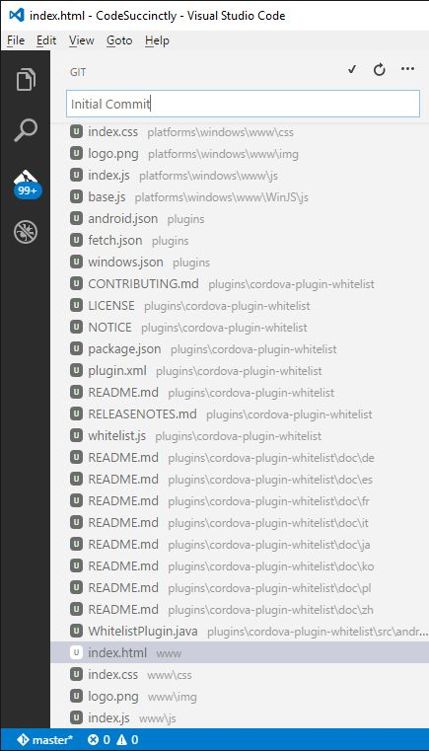 index.html - CodeSuccinctly - Visual Studio Code
File Edit View Goto Help
GIT
Initial Commit
U index.css platforms\windows\www\css
U logo.png platforms\windows\www\img
U index.js platforms\windows\www\js
U base.js platforms\windows\www\WinJS\js
U android.json plugins
U fetch.json plugins
U windows.json plugins
U CONTRIBUTING.md plugins\cordova-plugin-whitelist
U LICENSE plugins\cordova-plugin-whitelist
U NOTICE plugins\cordova-plugin-whitelist
U package.json plugins\cordova-plugin-whitelist
U plugin.xml plugins\cordova-plugin-whitelist
U README.md plugins\cordova-plugin-whitelist
U RELEASENOTES.md plugins\cordova-plugin-whitelist
U whitelist.js plugins\cordova-plugin-whitelist
U README.md plugins\cordova-plugin-whitelist\doc\de
U README.md plugins\cordova-plugin-whitelist\doc\es
U README.md plugins\cordova-plugin-whitelist\doc\fr
U README.md plugins\cordova-plugin-whitelist\doc\it
U README.md plugins\cordova-plugin-whitelist\doc\ja
U README.md plugins\cordova-plugin-whitelist\doc\ko
U README.md plugins\cordova-plugin-whitelist\doc\pl
U README.md plugins\cordova-plugin-whitelist\doc\zh
U WhitelistPlugin.java plugins\cordova-plugin-whitelist\src\andr...
U index.html www
U index.css www\css
U logo.png www\img
U index.js www\js
99+
master* 0 0